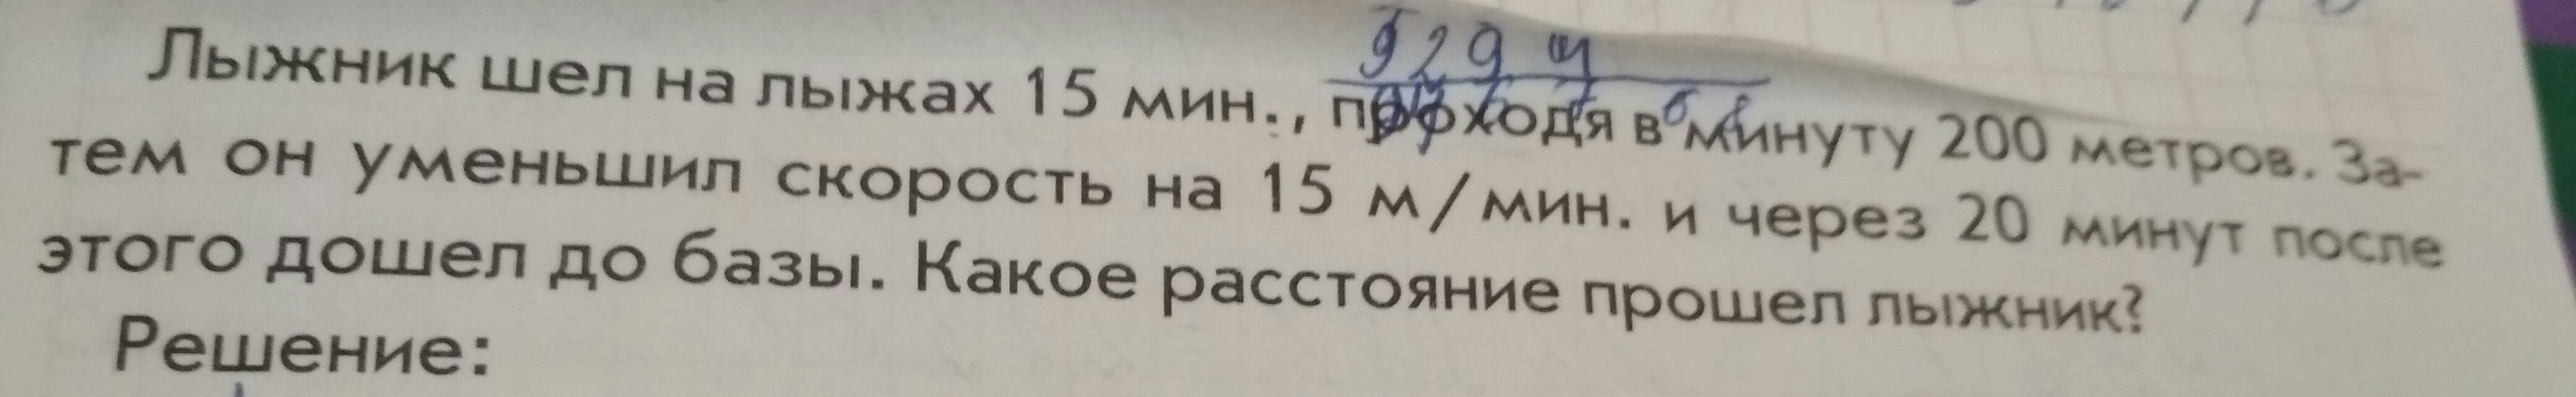 929 ч
Лыжник шел на лыжах 15 мин., проходя в минуту 200 метров. За-
тем он уменьшил скорость на 15 м/мин. и через 20 минут после
этого дошел до базы. Какое расстояние прошел лыжник?
Решение: